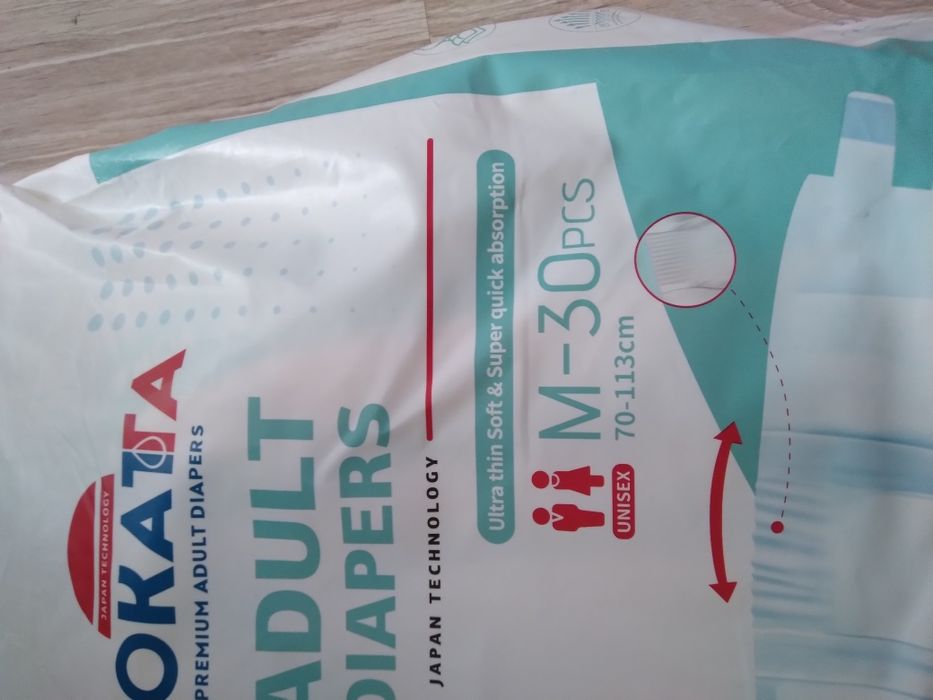 JAPAN TECHNOLOGY
OKATTA
PREMIUM ADULT DIAPERS
ADULT
DIAPERS
JAPAN TECHNOLOGY
Ultra thin Soft & Super quick absorption
M-30PCS
70-113cm
UNISEX